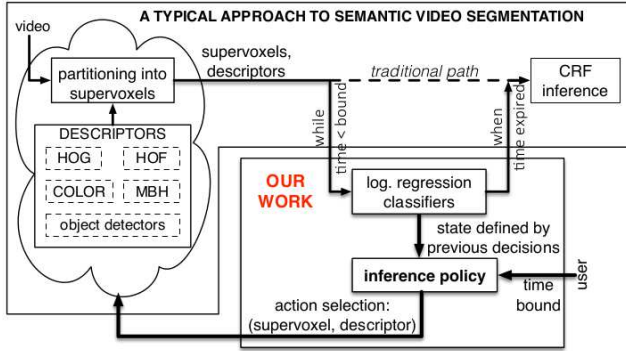 A TYPICAL APPROACH TO SEMANTIC VIDEO SEGMENTATION
video
partitioning into
supervoxels
supervoxels,
descriptors
traditional path
CRF
inference
DESCRIPTORS
HOG
HOF
COLOR
MBH
object detectors
while
time < bound
when
time expired
OUR
WORK
log. regression
classifiers
state defined by
previous decisions
inference policy
user
time
bound
action selection:
(supervoxel, descriptor)